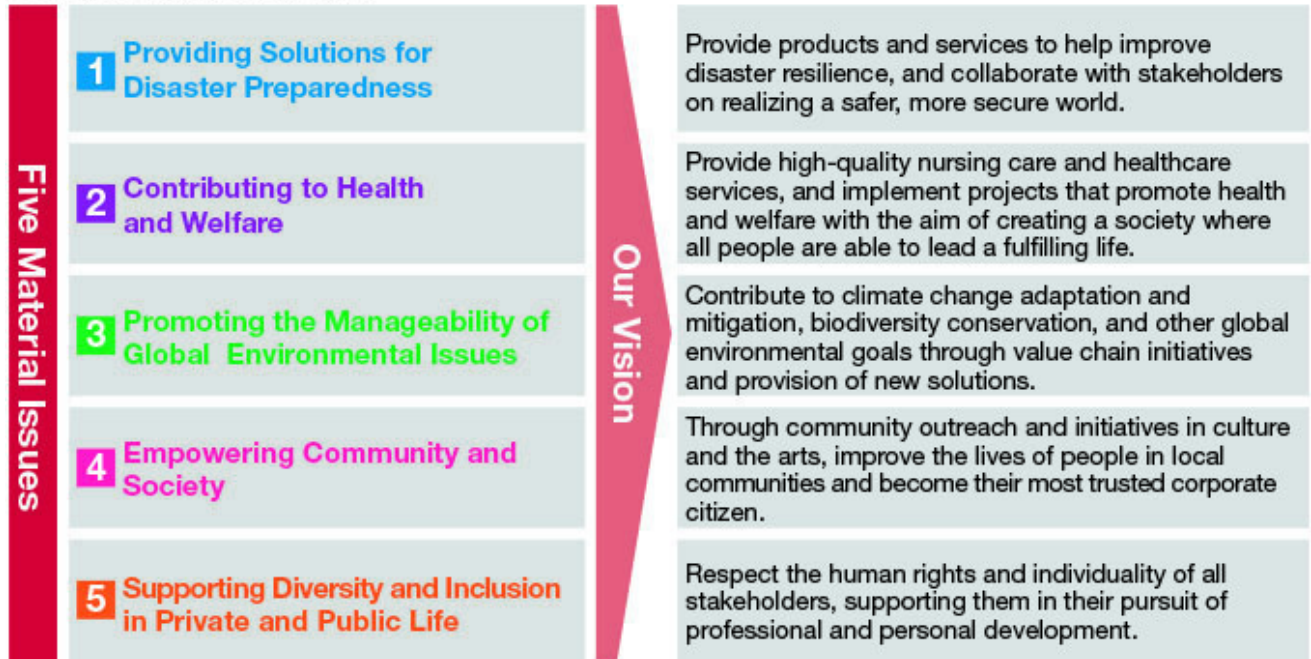 Five Material Issues
1
Providing Solutions for
Disaster Preparedness
2
Contributing to Health
and Welfare
3
Promoting the Manageability of
Global Environmental Issues
4
Empowering Community and
Society
5
Supporting Diversity and Inclusion
in Private and Public Life
Our Vision
Provide products and services to help improve
disaster resilience, and collaborate with stakeholders
on realizing a safer, more secure world.
Provide high-quality nursing care and healthcare
services, and implement projects that promote health
and welfare with the aim of creating a society where
all people are able to lead a fulfilling life.
Contribute to climate change adaptation and
mitigation, biodiversity conservation, and other global
environmental goals through value chain initiatives
and provision of new solutions.
Through community outreach and initiatives in culture
and the arts, improve the lives of people in local
communities and become their most trusted corporate
citizen.
Respect the human rights and individuality of all
stakeholders, supporting them in their pursuit of
professional and personal development.